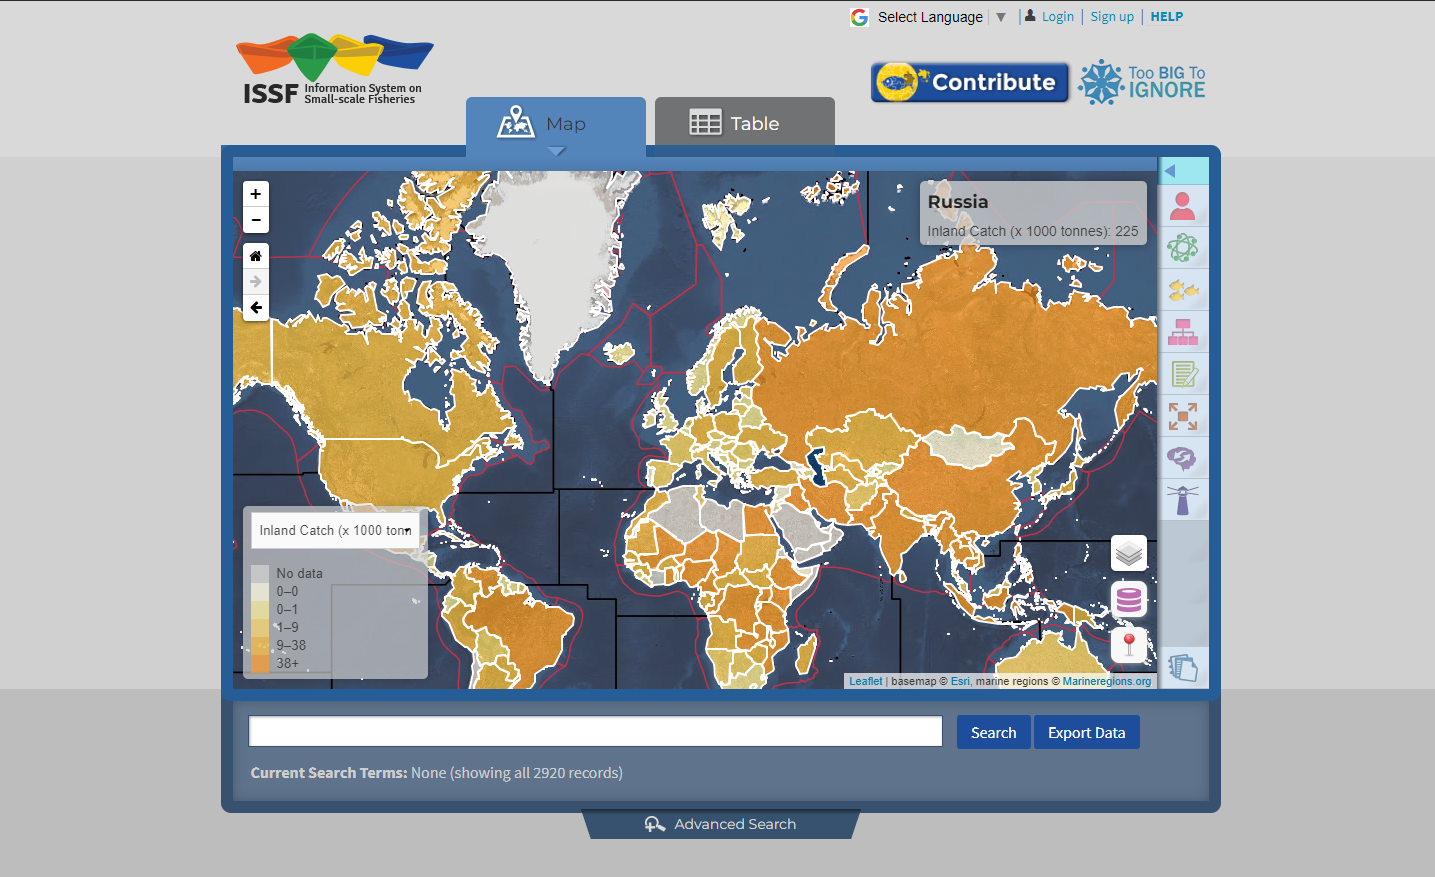 Select Language ▼ | Login | Sign up | HELP
ISSF Information System on
Small-scale Fisheries
Contribute
Too BIG To
IGNORE
Map
Table
+
−
Russia
Inland Catch (x 1000 tonnes): 225
Inland Catch (x 1000 tonn
No data
0–0
0–1
1–9
9–38
38+
Leaflet | basemap © Esri, marine regions © Marineregions.org
Search
Export Data
Current Search Terms: None (showing all 2920 records)
Advanced Search